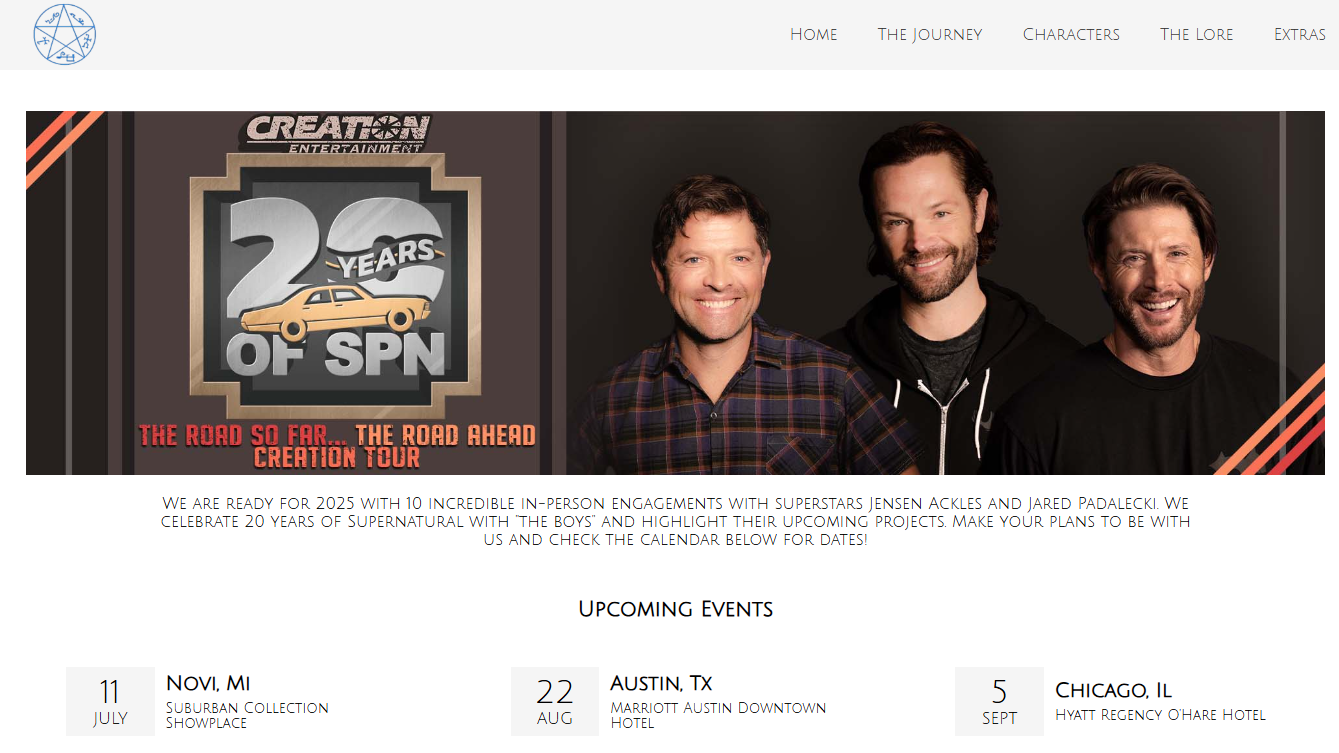 Home
The Journey
Characters
The Lore
Extras
CREATION
ENTERTAINMENT
20
YEARS
OF SPN
THE ROAD SO FAR... THE ROAD AHEAD
CREATION TOUR
We are ready for 2025 with 10 incredible in-person engagements with superstars Jensen Ackles and Jared Padalecki. We
celebrate 20 years of Supernatural with "the boys" and highlight their upcoming projects. Make your plans to be with
us and check the calendar below for dates!
Upcoming Events
11
July
Novi, Mi
Suburban Collection
Showplace
22
Aug
Austin, Tx
Marriott Austin Downtown
Hotel
5
Sept
Chicago, Il
Hyatt Regency O'Hare Hotel